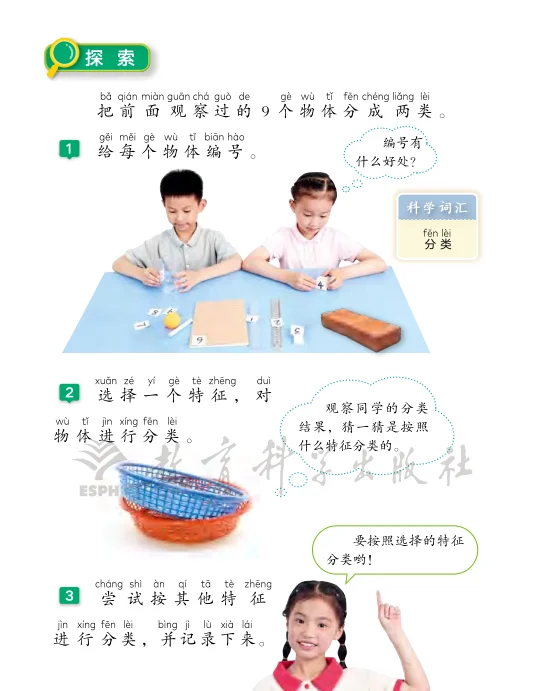 探索
bǎ qián miàn guān chá guò de gè wù tǐ fēn chéng liǎng lèi
把前面观察过的9个物体分成两类。
gěi měi gè wù tǐ biān hào
1 给每个物体编号。
编号有
什么好处？
科学词汇
fēn lèi
分类
4
6
2
5
xuǎn zé yí gè tè zhēng duì
2 选择一个特征，对
wù tǐ jìn xíng fēn lèi
物体进行分类。
观察同学的分类
结果，猜一猜是按照
什么特征分类的。
教育科学出版社
ESPH
要按照选择的特征
分类哟！
cháng shì àn qí tā tè zhēng
3 尝试按其他特征
jìn xíng fēn lèi bìng jì lù xià lái
进行分类，并记录下来。